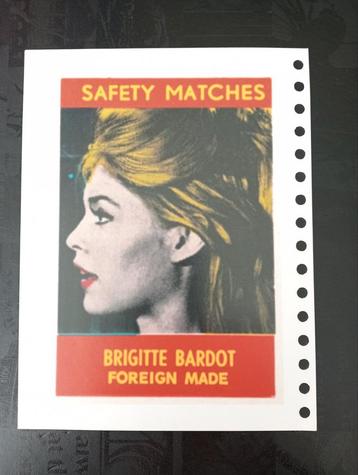 SAFETY MATCHES
BRIGITTE BARDOT
FOREIGN MADE